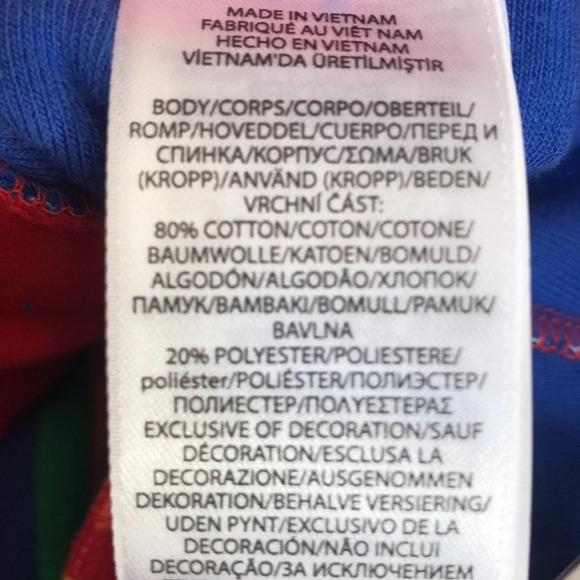 MADE IN VIETNAM
FABRIQUÉ AU VIÊT NAM
HECHO EN VIETNAM
VİETNAM'DA ÜRETİLMİŞTİR
BODY/CORPS/CORPO/OBERTEIL/
ROMP/HOVEDDEL/CUERPO/ПЕРЕД И
СПИНКА/КОРПУС/ΣΩΜΑ/BRUK
(KROPP)/ANVÄND (KROPP)/BEDEN/
VRCHNÍ ČÁST:
80% COTTON/COTON/COTONE/
BAUMWOLLE/KATOEN/BOMULD/
ALGODÓN/ALGODÃO/ХЛОПОК/
ПАМУК/ΒΑΜΒΑΚΙ/BOMULL/PAMUK/
BAVLNA
20% POLYESTER/POLIESTERE/
poliéster/POLIÉSTER/ПОЛИЭСТЕР/
ПОЛИЕСТЕР/ΠΟΛΥΕΣΤΕΡΑΣ
EXCLUSIVE OF DECORATION/SAUF
DÉCORATION/ESCLUSA LA
DECORAZIONE/AUSGENOMMEN
DEKORATION/BEHALVE VERSIERING/
UDEN PYNT/EXCLUSIVO DE LA
DECORACIÓN/NÃO INCLUI
DECORAÇÃO/ЗА ИСКЛЮЧЕНИЕМ